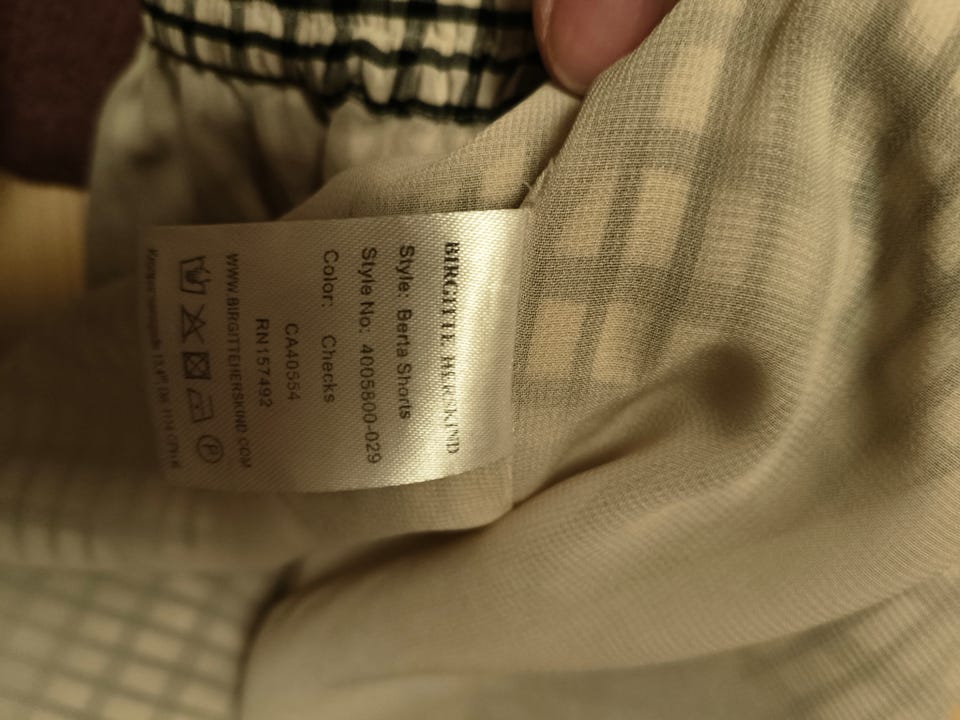 BIRGITTE HERSKIND
Style: Berta Shorts
Style No: 4005800-029
Color: Checks
CA40554
RN157492
WWW.BIRGITTEHERSKIND.COM